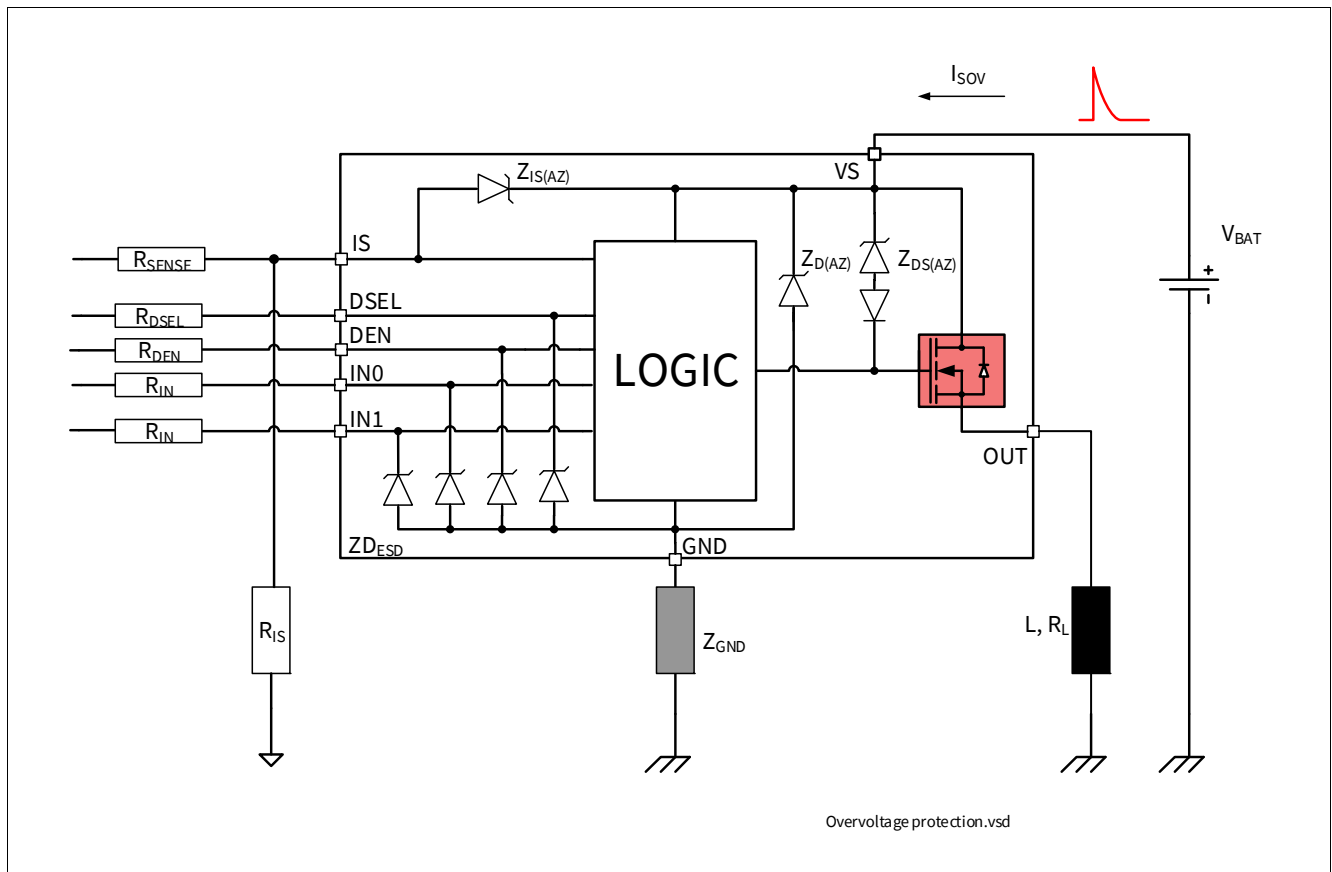 ISOV
VS
ZIS(AZ)
VBAT
+
IS
RSENSE
ZD(AZ)
ZDS(AZ)
DSEL
RDSEL
DEN
RDEN
LOGIC
IN0
RIN
IN1
RIN
OUT
ZDESD
GND
RIS
ZGND
L, RL
Overvoltage protection.vsd